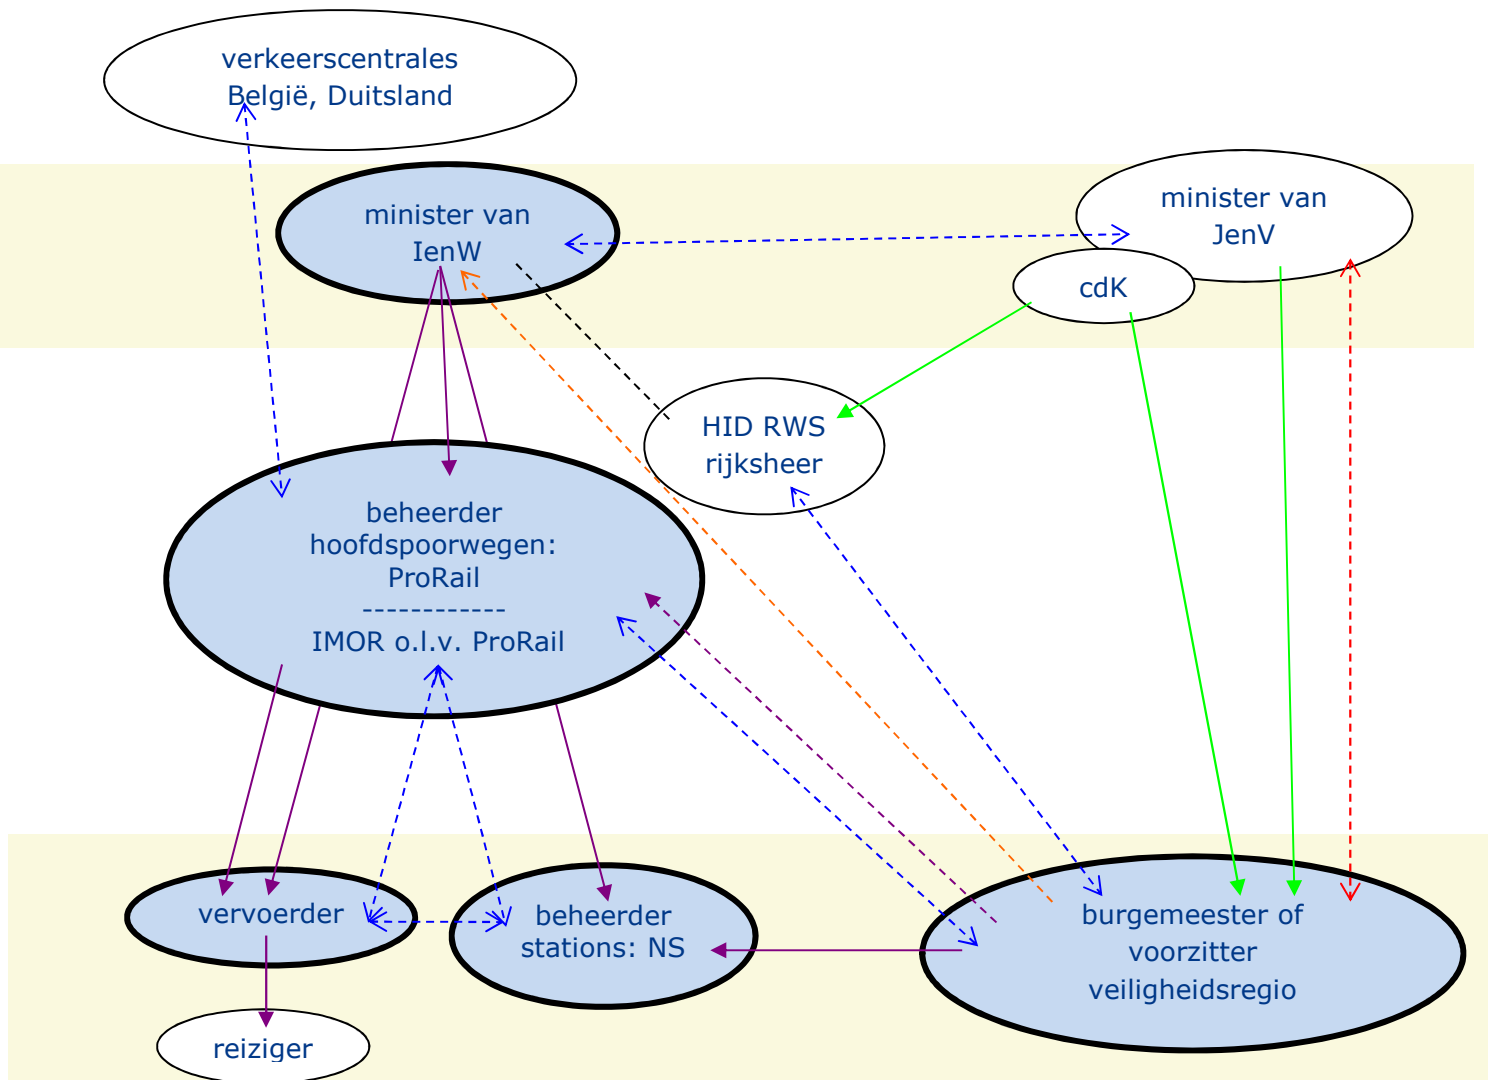 verkeerscentrales
België, Duitsland
minister van
IenW
minister van
JenV
cdK
HID RWS
rijksheer
beheerder
hoofdspoorwegen:
ProRail
------------
IMOR o.l.v. ProRail
vervoerder
beheerder
stations: NS
burgemeester of
voorzitter
veiligheidsregio
reiziger